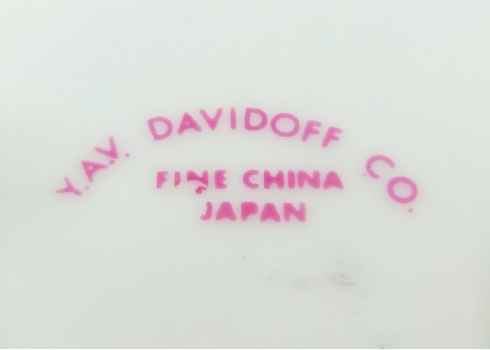 Y.A.V. DAVIDOFF CO.
FINE CHINA
JAPAN